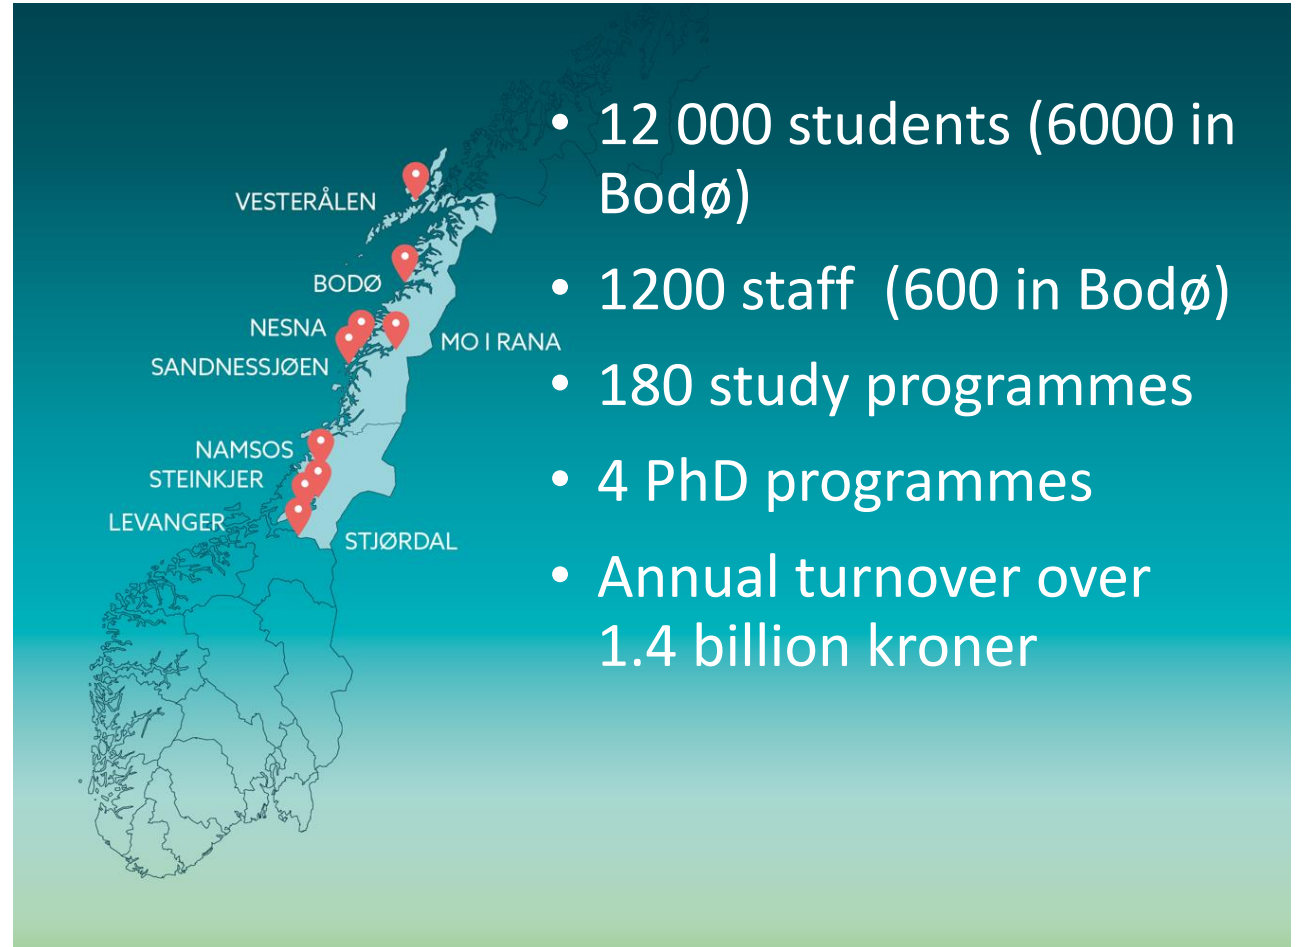 VESTERÅLEN
BODØ
NESNA
MO I RANA
SANDNESSJØEN
NAMSOS
STEINKJER
LEVANGER
STJØRDAL
• 12 000 students (6000 in
Bodø)
• 1200 staff  (600 in Bodø)
• 180 study programmes
• 4 PhD programmes
• Annual turnover over
1.4 billion kroner